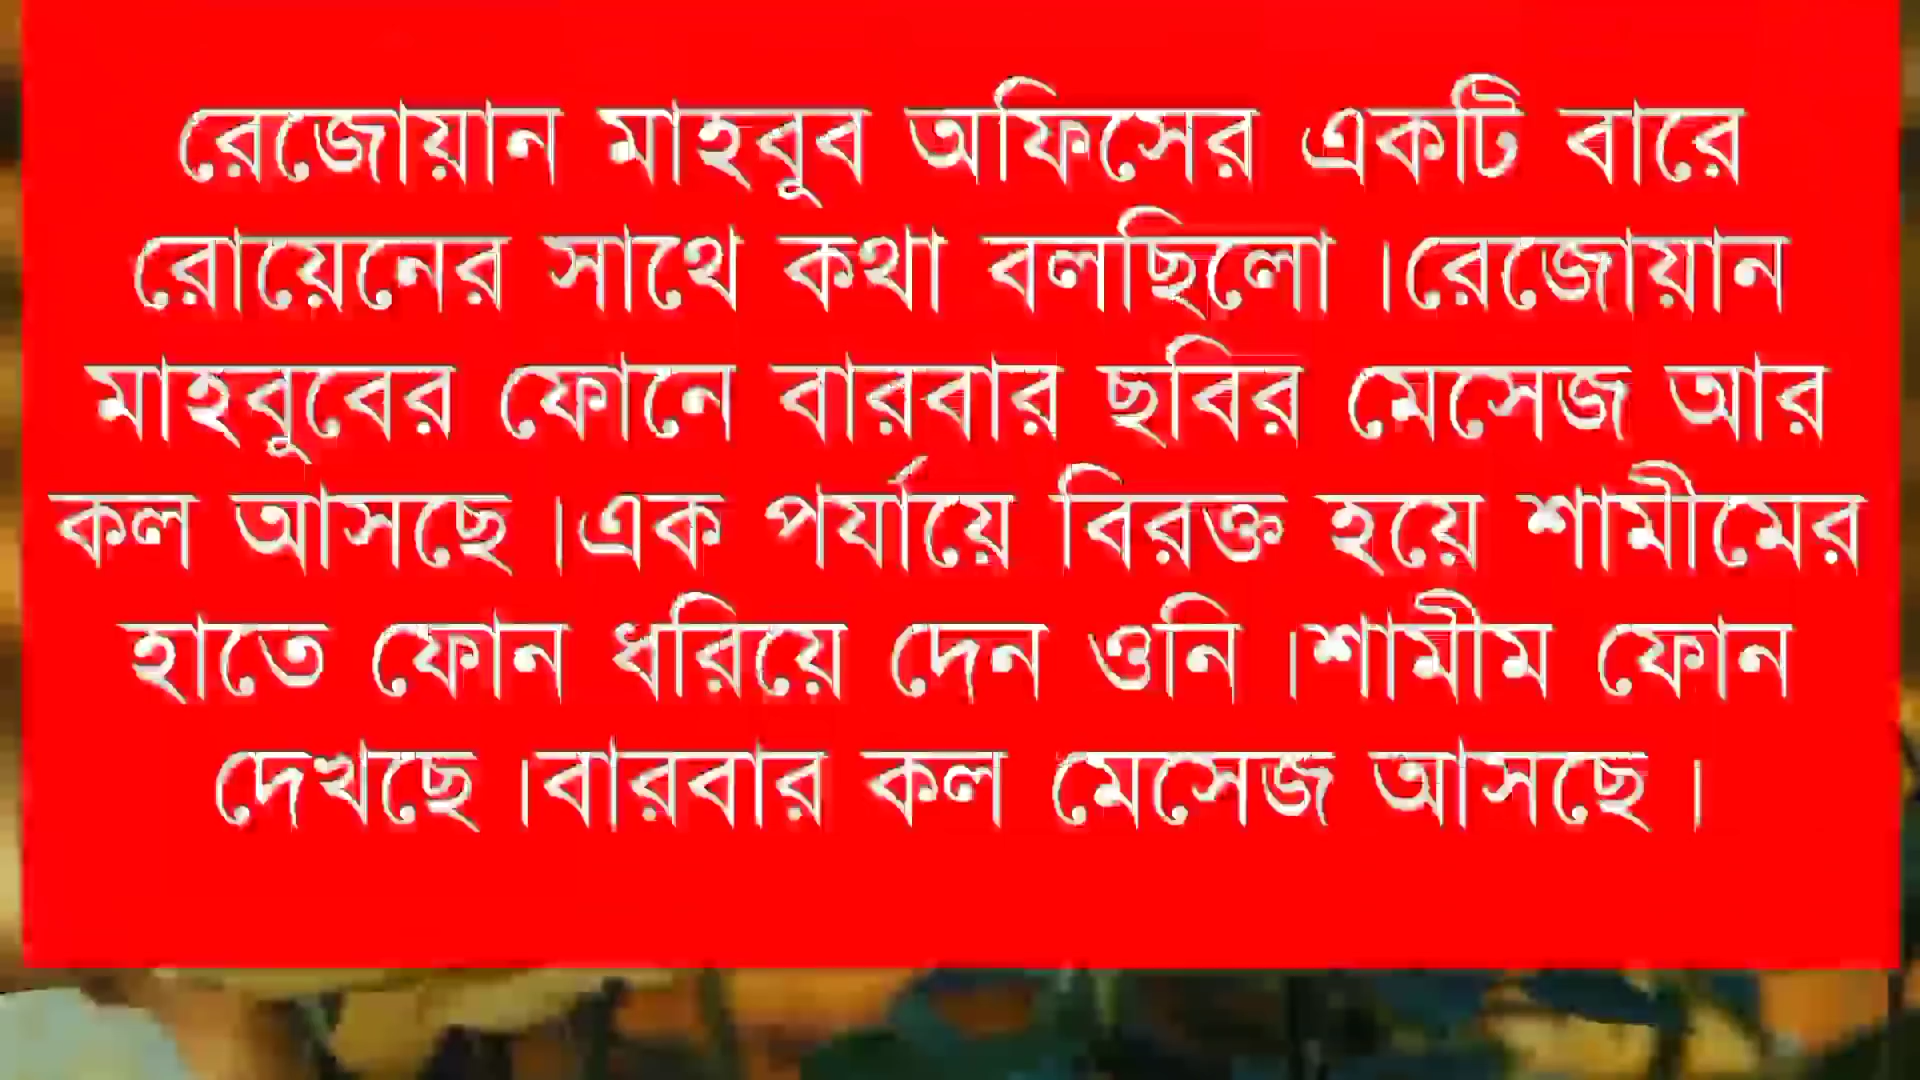 রেজোয়ান মাহবুব অফিসের একটি বারে
রোয়েনের সাথে কথা বলছিলো ।রেজোয়ান
মাহবুবের ফোনে বারবার ছবির মেসেজ আর
কল আসছে ।এক পর্যায়ে বিরক্ত হয়ে শামীমের
হাতে ফোন ধরিয়ে দেন ওনি ।শামীম ফোন
দেখছে ।বারবার কল মেসেজ আসছে ।